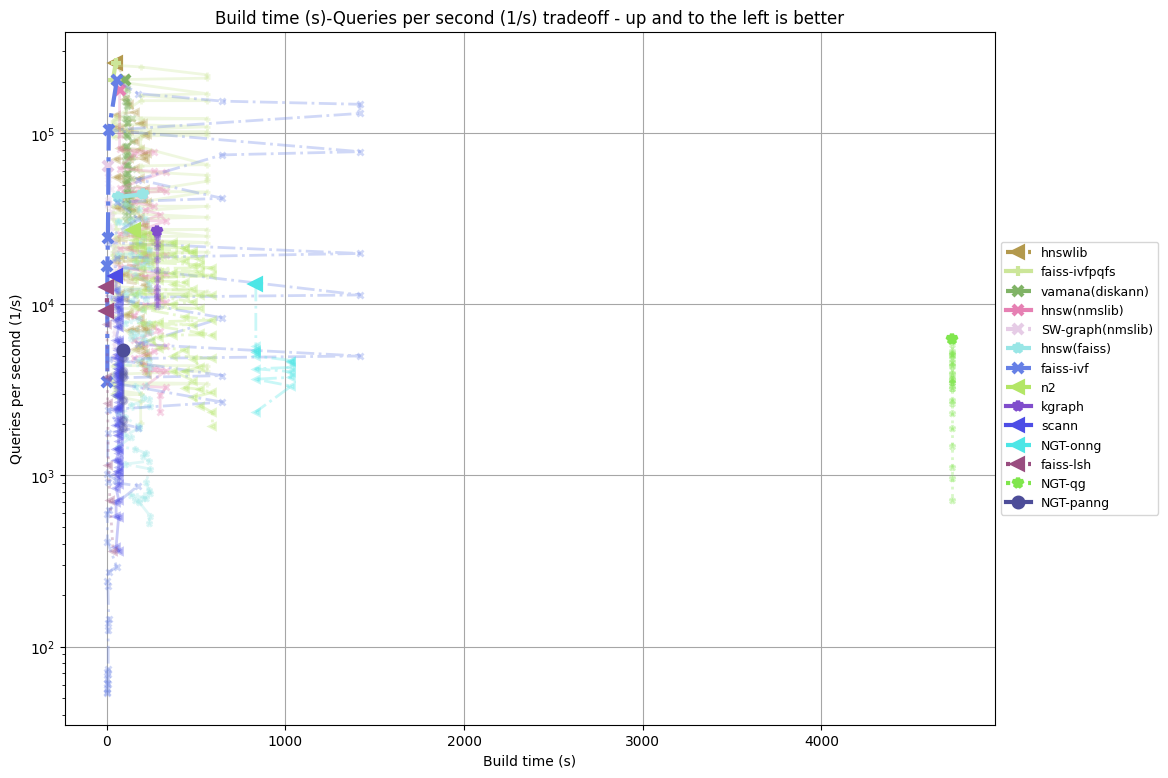 Build time (s)-Queries per second (1/s) tradeoff - up and to the left is better
Queries per second (1/s)
10^5
10^4
10^3
10^2
0
1000
2000
3000
4000
Build time (s)
hnswlib
faiss-ivfpqfs
vamana(diskann)
hnsw(nmslib)
SW-graph(nmslib)
hnsw(faiss)
faiss-ivf
n2
kgraph
scann
NGT-onng
faiss-lsh
NGT-qg
NGT-panng